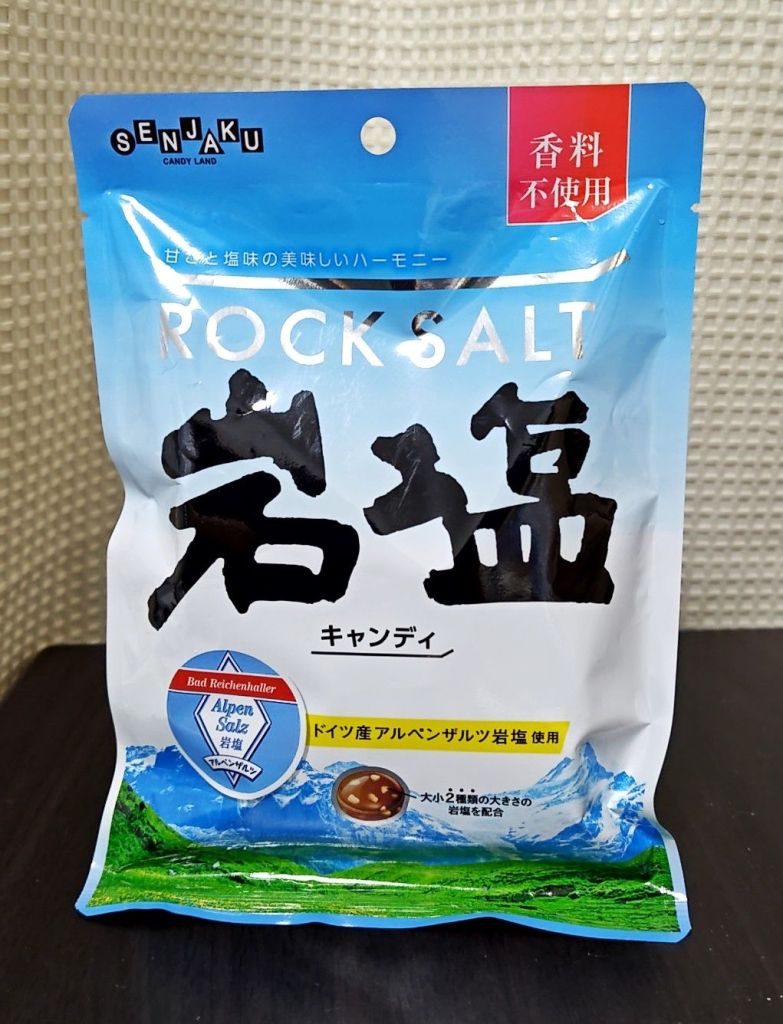 SENJAKU
CANDY LAND
香料
不使用
甘さと塩味の美味しいハーモニー
ROCK SALT
岩塩
キャンディ
Bad Reichenhaller
Alpen
Salz
岩塩
アルペンザルツ
ドイツ産アルペンザルツ岩塩使用
大小2種類の大きさの
岩塩を配合